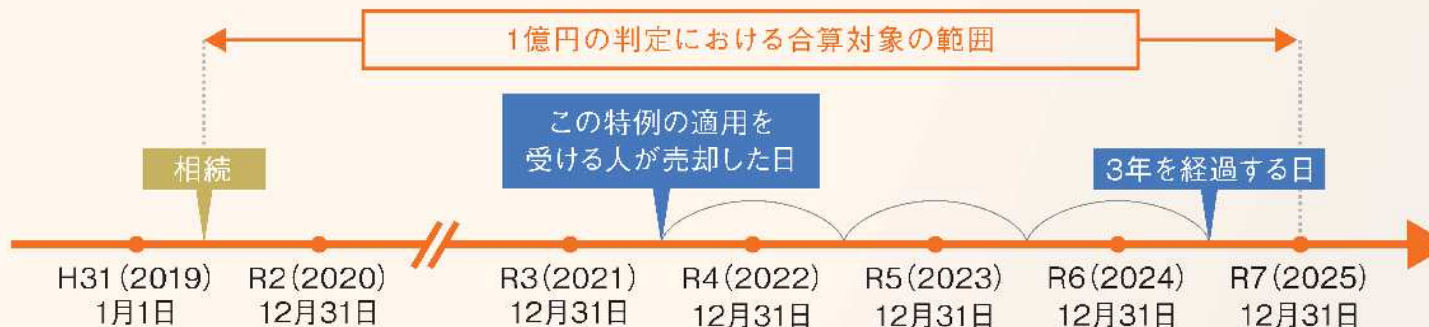 1億円の判定における合算対象の範囲
この特例の適用を
受ける人が売却した日
相続
3年を経過する日
H31(2019)
1月1日
R2(2020)
12月31日
R3(2021)
12月31日
R4(2022)
12月31日
R5(2023)
12月31日
R6(2024)
12月31日
R7(2025)
12月31日